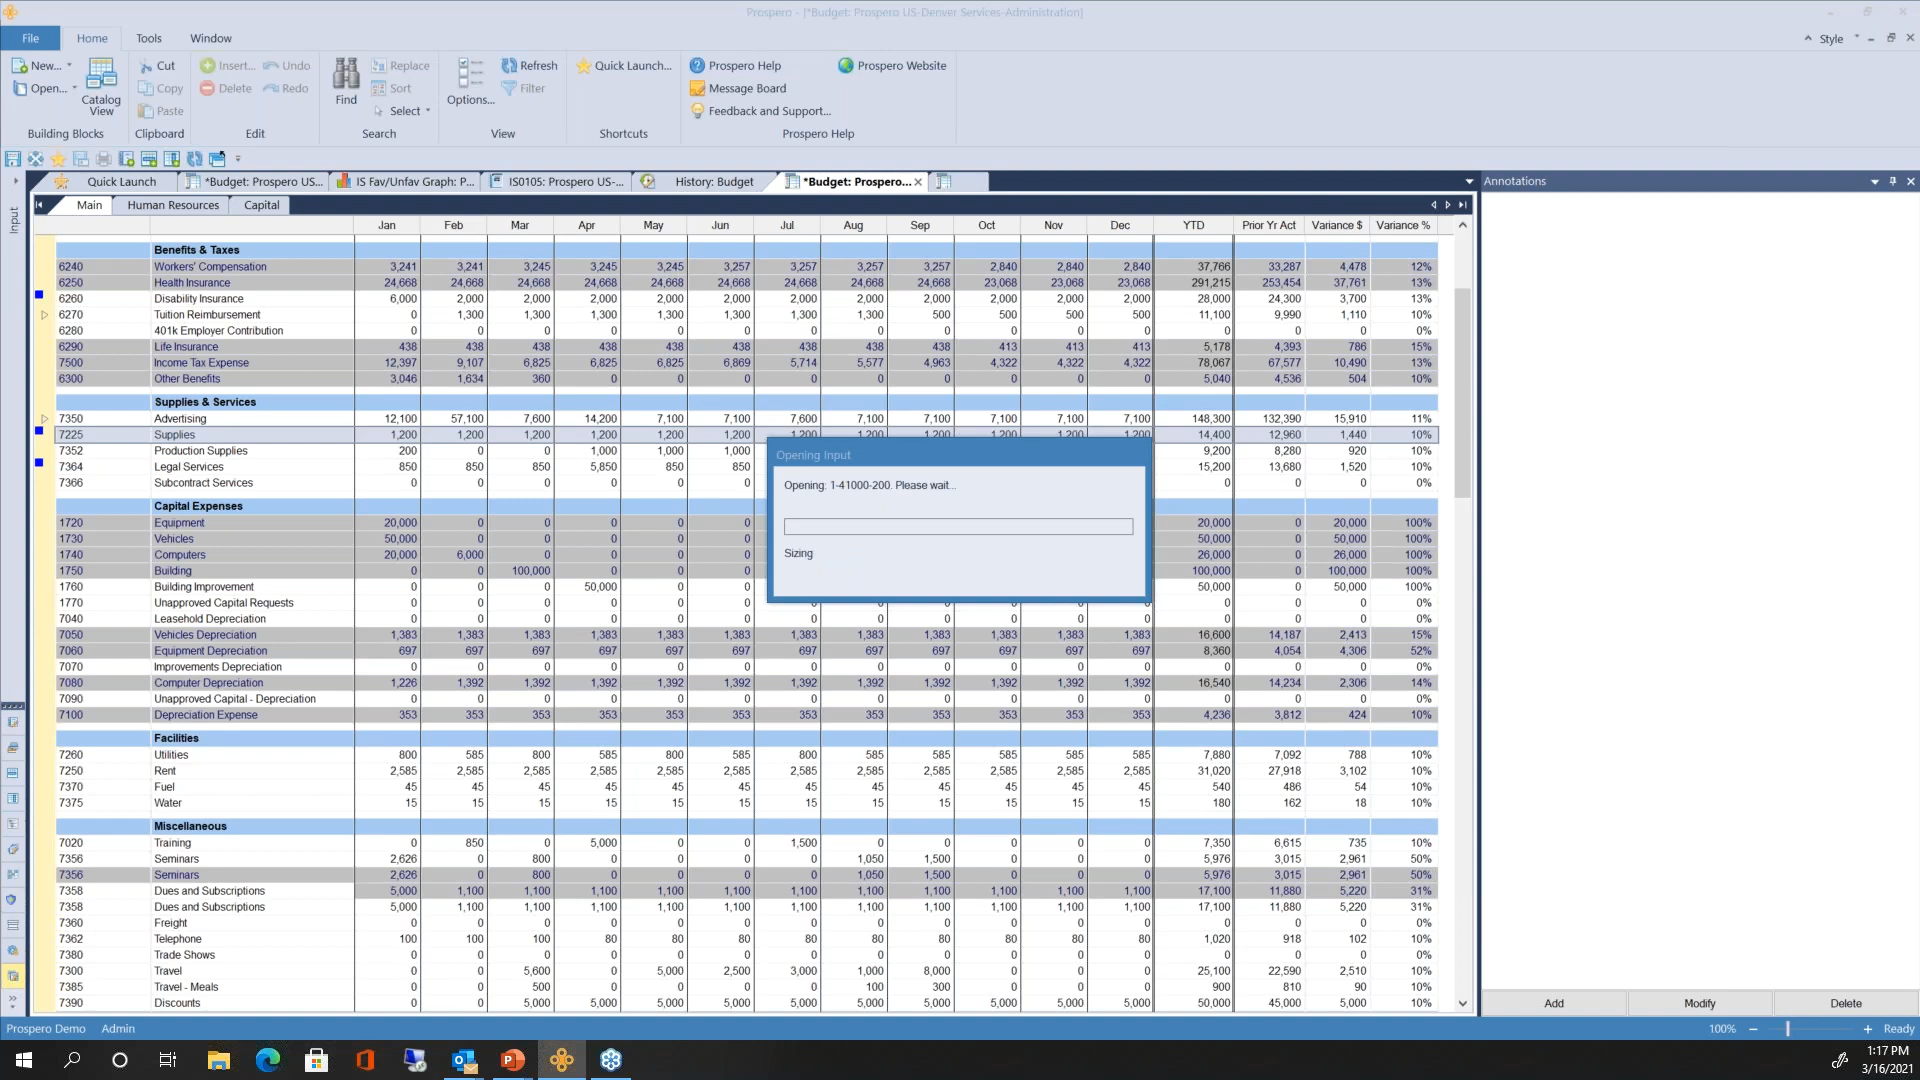 Prospero - [*Budget: Prospero US-Denver Services-Administration]
File Home Tools Window Style
New... Cut Insert... Undo Replace Refresh Quick Launch... Prospero Help Prospero Website
Open... Catalog View Copy Delete Redo Find Sort Options... Filter Message Board
Paste Select Feedback and Support...
Building Blocks Clipboard Edit Search View Shortcuts Prospero Help
Quick Launch *Budget: Prospero US... IS Fav/Unfav Graph: P... IS0105: Prospero US-... History: Budget *Budget: Prospero... Annotations
Input
Main Human Resources Capital
Jan Feb Mar Apr May Jun Jul Aug Sep Oct Nov Dec YTD Prior Yr Act Variance $ Variance %
Benefits & Taxes
6240 Workers' Compensation 3,241 3,241 3,245 3,245 3,245 3,257 3,257 3,257 3,257 2,840 2,840 2,840 37,766 33,287 4,478 12%
6250 Health Insurance 24,668 24,668 24,668 24,668 24,668 24,668 24,668 24,668 24,668 23,068 23,068 23,068 291,215 253,454 37,761 13%
6260 Disability Insurance 6,000 2,000 2,000 2,000 2,000 2,000 2,000 2,000 2,000 2,000 2,000 2,000 28,000 24,300 3,700 13%
6270 Tuition Reimbursement 0 1,300 1,300 1,300 1,300 1,300 1,300 1,300 500 500 500 500 11,100 9,990 1,110 10%
6280 401k Employer Contribution 0 0 0 0 0 0 0 0 0 0 0 0 0 0 0 0%
6290 Life Insurance 438 438 438 438 438 438 438 438 438 413 413 413 5,178 4,393 786 15%
7500 Income Tax Expense 12,397 9,107 6,825 6,825 6,825 6,869 5,714 5,577 4,963 4,322 4,322 4,322 78,067 67,577 10,490 13%
6300 Other Benefits 3,046 1,634 360 0 0 0 0 0 0 0 0 0 5,040 4,536 504 10%
Supplies & Services
7350 Advertising 12,100 57,100 7,600 14,200 7,100 7,100 7,600 7,100 7,100 7,100 7,100 7,100 148,300 132,390 15,910 11%
7225 Supplies 1,200 1,200 1,200 1,200 1,200 1,200 1,200 1,200 1,200 1,200 1,200 1,200 14,400 12,960 1,440 10%
7352 Production Supplies 200 0 0 1,000 1,000 1,000 9,200 8,280 920 10%
7364 Legal Services 850 850 850 5,850 850 850 15,200 13,680 1,520 10%
7366 Subcontract Services 0 0 0 0 0 0 0 0 0 0%
Opening Input
Opening: 1-41000-200. Please wait...
Sizing
Capital Expenses
1720 Equipment 20,000 0 0 0 0 0 20,000 0 20,000 100%
1730 Vehicles 50,000 0 0 0 0 0 50,000 0 50,000 100%
1740 Computers 20,000 6,000 0 0 0 0 26,000 0 26,000 100%
1750 Building 0 0 100,000 0 0 0 100,000 0 100,000 100%
1760 Building Improvement 0 0 0 50,000 0 0 50,000 0 50,000 100%
1770 Unapproved Capital Requests 0 0 0 0 0 0 0 0 0 0 0 0 0 0 0 0%
7040 Leasehold Depreciation 0 0 0 0 0 0 0 0 0 0 0 0 0 0 0 0%
7050 Vehicles Depreciation 1,383 1,383 1,383 1,383 1,383 1,383 1,383 1,383 1,383 1,383 1,383 1,383 16,600 14,187 2,413 15%
7060 Equipment Depreciation 697 697 697 697 697 697 697 697 697 697 697 697 8,360 4,054 4,306 52%
7070 Improvements Depreciation 0 0 0 0 0 0 0 0 0 0 0 0 0 0 0 0%
7080 Computer Depreciation 1,226 1,392 1,392 1,392 1,392 1,392 1,392 1,392 1,392 1,392 1,392 1,392 16,540 14,234 2,306 14%
7090 Unapproved Capital - Depreciation 0 0 0 0 0 0 0 0 0 0 0 0 0 0 0 0%
7100 Depreciation Expense 353 353 353 353 353 353 353 353 353 353 353 353 4,236 3,812 424 10%
Facilities
7260 Utilities 800 585 800 585 800 585 800 585 585 585 585 585 7,880 7,092 788 10%
7250 Rent 2,585 2,585 2,585 2,585 2,585 2,585 2,585 2,585 2,585 2,585 2,585 2,585 31,020 27,918 3,102 10%
7370 Fuel 45 45 45 45 45 45 45 45 45 45 45 45 540 486 54 10%
7375 Water 15 15 15 15 15 15 15 15 15 15 15 15 180 162 18 10%
Miscellaneous
7020 Training 0 850 0 5,000 0 0 1,500 0 0 0 0 0 7,350 6,615 735 10%
7356 Seminars 2,626 0 800 0 0 0 0 1,050 1,500 0 0 0 5,976 3,015 2,961 50%
7356 Seminars 2,626 0 800 0 0 0 0 1,050 1,500 0 0 0 5,976 3,015 2,961 50%
7358 Dues and Subscriptions 5,000 1,100 1,100 1,100 1,100 1,100 1,100 1,100 1,100 1,100 1,100 1,100 17,100 11,880 5,220 31%
7358 Dues and Subscriptions 5,000 1,100 1,100 1,100 1,100 1,100 1,100 1,100 1,100 1,100 1,100 1,100 17,100 11,880 5,220 31%
7360 Freight 0 0 0 0 0 0 0 0 0 0 0 0 0 0 0 0%
7362 Telephone 100 100 100 80 80 80 80 80 80 80 80 80 1,020 918 102 10%
7380 Trade Shows 0 0 0 0 0 0 0 0 0 0 0 0 0 0 0 0%
7300 Travel 0 0 5,600 0 5,000 2,500 3,000 1,000 8,000 0 0 0 25,100 22,590 2,510 10%
7385 Travel - Meals 0 0 500 0 0 0 0 100 300 0 0 0 900 810 90 10%
7390 Discounts 0 0 5,000 5,000 5,000 5,000 5,000 5,000 5,000 5,000 5,000 5,000 50,000 45,000 5,000 10%
Add Modify Delete
Prospero Demo Admin 100% Ready
1:17 PM
3/16/2021